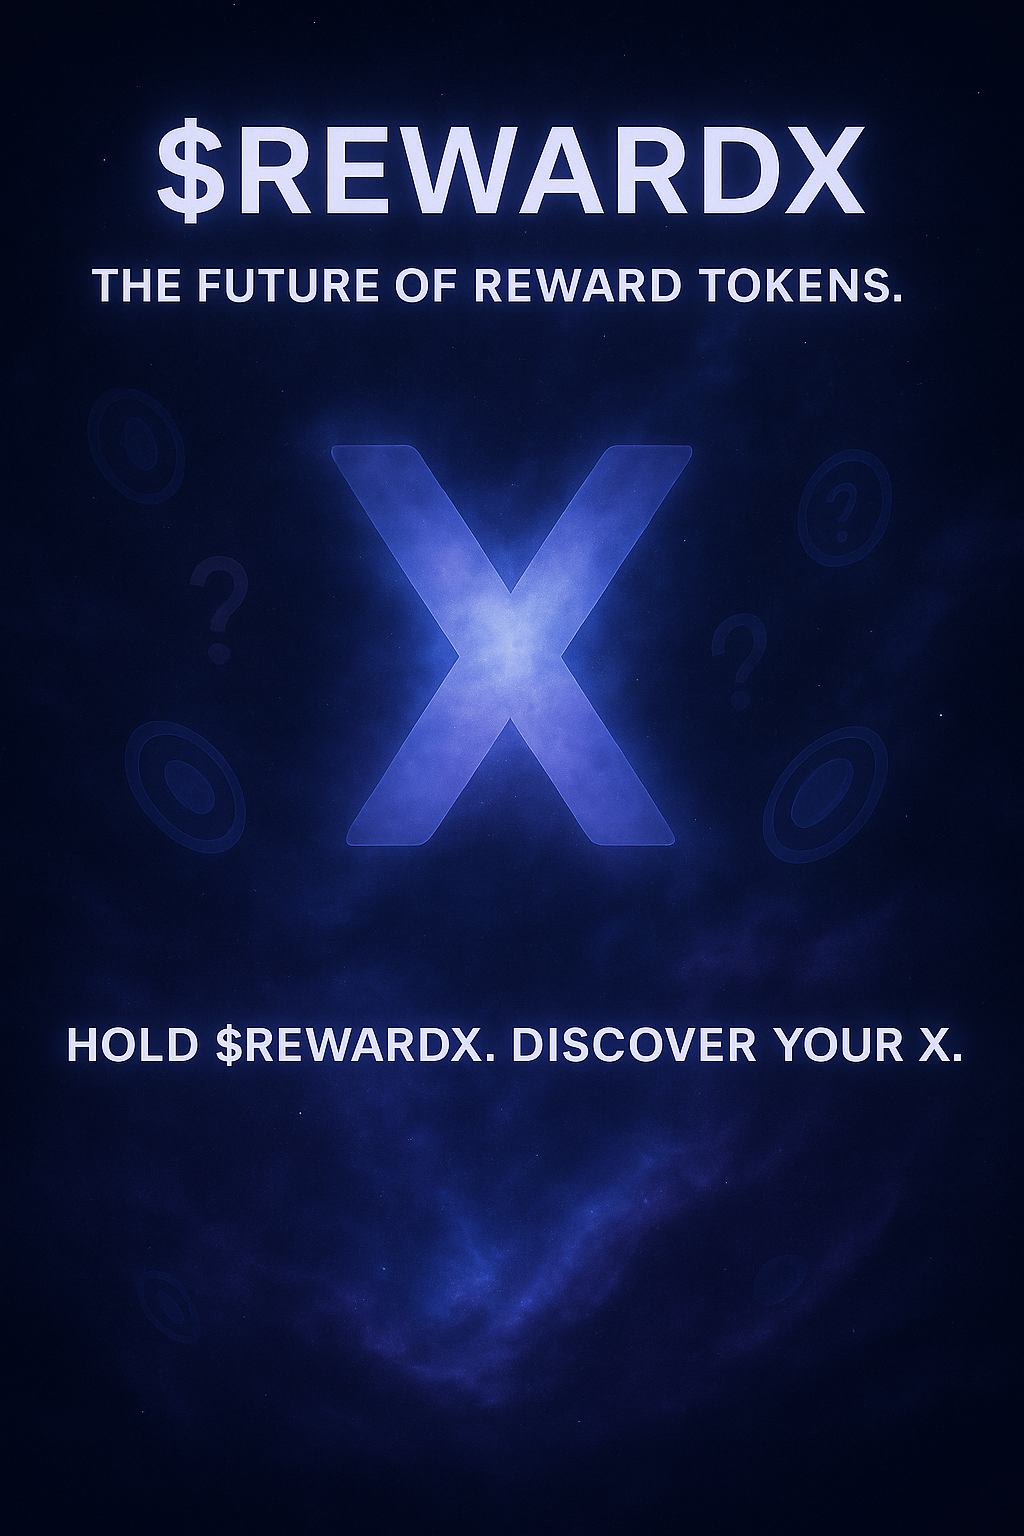 $REWARDX
THE FUTURE OF REWARD TOKENS.
?
X
?
?
HOLD $REWARDX. DISCOVER YOUR X.